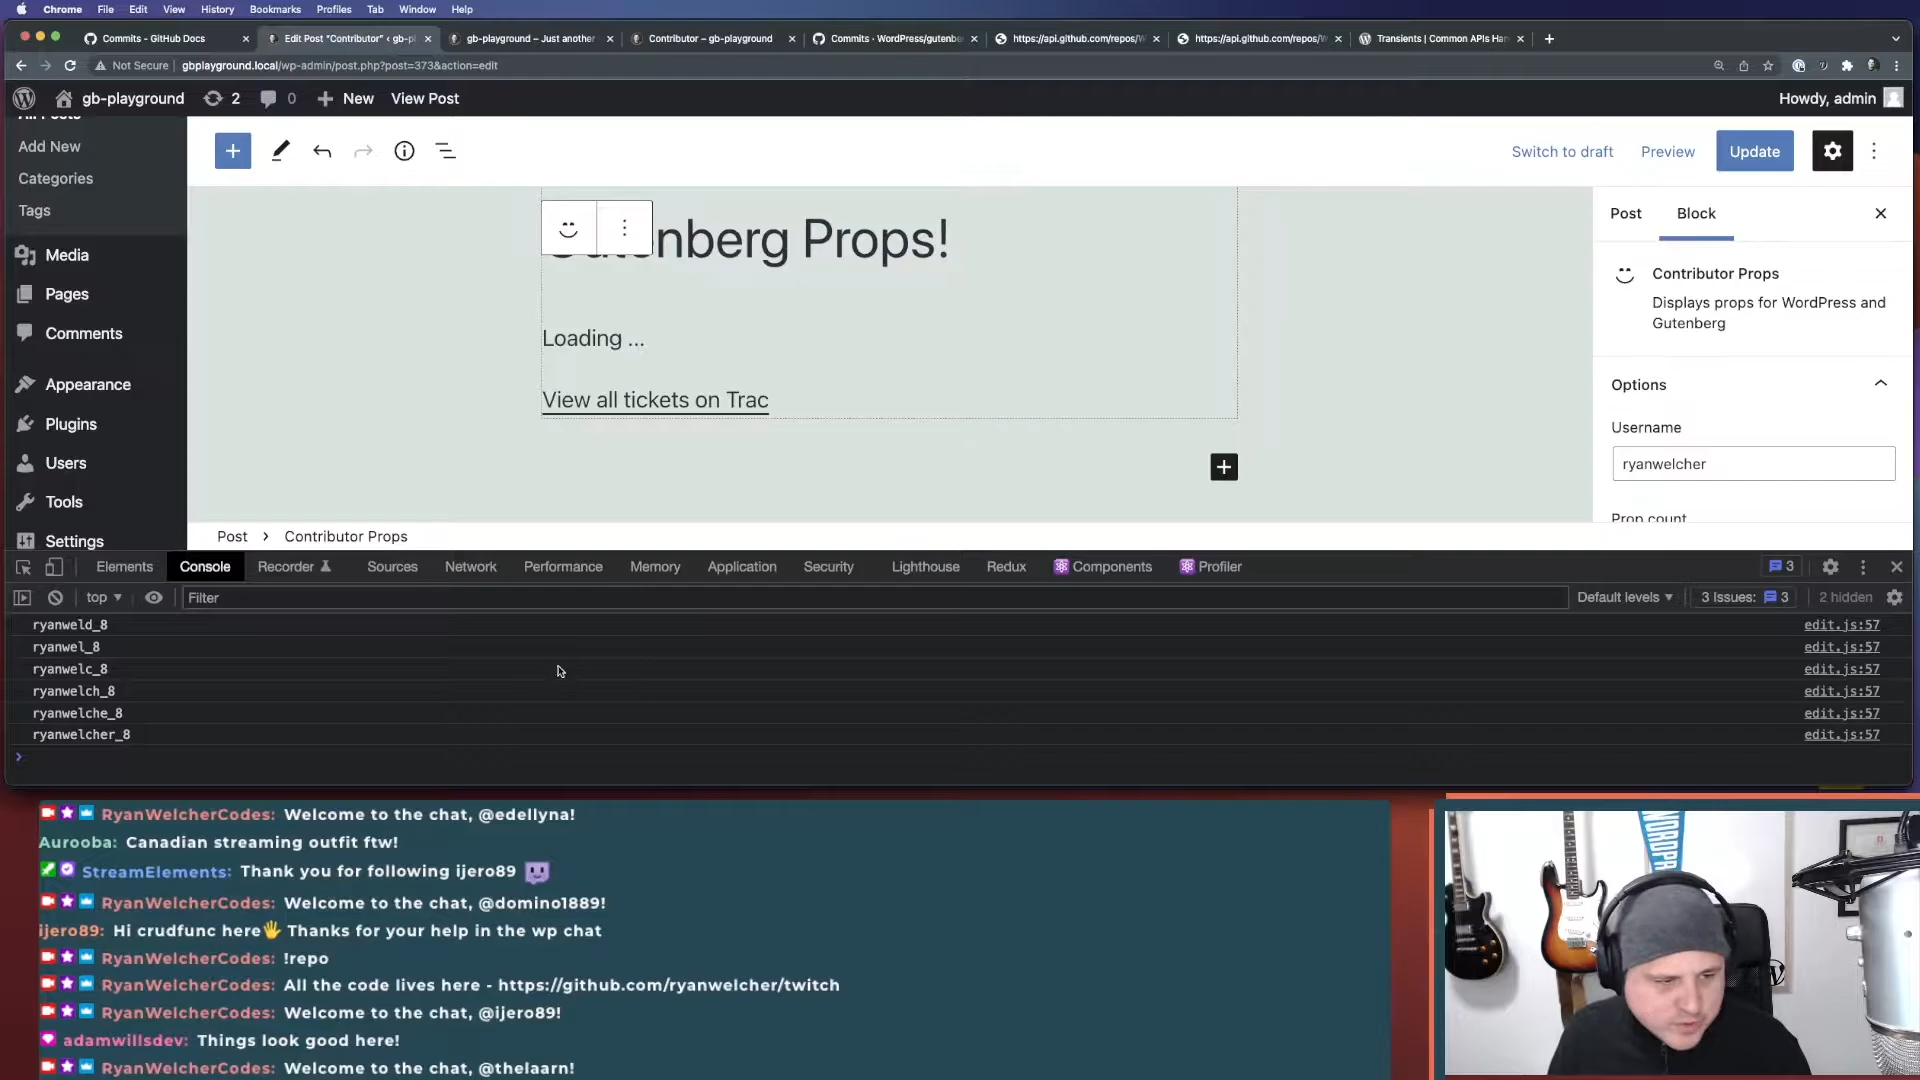 Chrome File Edit View History Bookmarks Profiles Tab Window Help
Commits - GitHub Docs
Edit Post "Contributor" ‹ gb-pl
gb-playground – Just another
Contributor – gb-playground
Commits · WordPress/gutenbe
https://api.github.com/repos/W
https://api.github.com/repos/W
Transients | Common APIs Han
Not Secure | gbplayground.local/wp-admin/post.php?post=373&action=edit
gb-playground 2 0 New View Post Howdy, admin
All Posts
Add New
Categories
Tags
Media
Pages
Comments
Appearance
Plugins
Users
Tools
Settings
Switch to draft Preview Update
Gutenberg Props!
Loading ...
View all tickets on Trac
Post Block
Contributor Props
Displays props for WordPress and
Gutenberg
Options
Username
ryanwelcher
Prop count
Post › Contributor Props
Elements Console Recorder Sources Network Performance Memory Application Security Lighthouse Redux Components Profiler 3
top Filter Default levels 3 Issues: 3 2 hidden
ryanweld_8 edit.js:57
ryanwel_8 edit.js:57
ryanwelc_8 edit.js:57
ryanwelch_8 edit.js:57
ryanwelche_8 edit.js:57
ryanwelcher_8 edit.js:57
RyanWelcherCodes: Welcome to the chat, @edellyna!
Aurooba: Canadian streaming outfit ftw!
StreamElements: Thank you for following ijero89
RyanWelcherCodes: Welcome to the chat, @domino1889!
ijero89: Hi crudfunc here🖐 Thanks for your help in the wp chat
RyanWelcherCodes: !repo
RyanWelcherCodes: All the code lives here - https://github.com/ryanwelcher/twitch
RyanWelcherCodes: Welcome to the chat, @ijero89!
adamwillsdev: Things look good here!
RyanWelcherCodes: Welcome to the chat, @thelaarn!